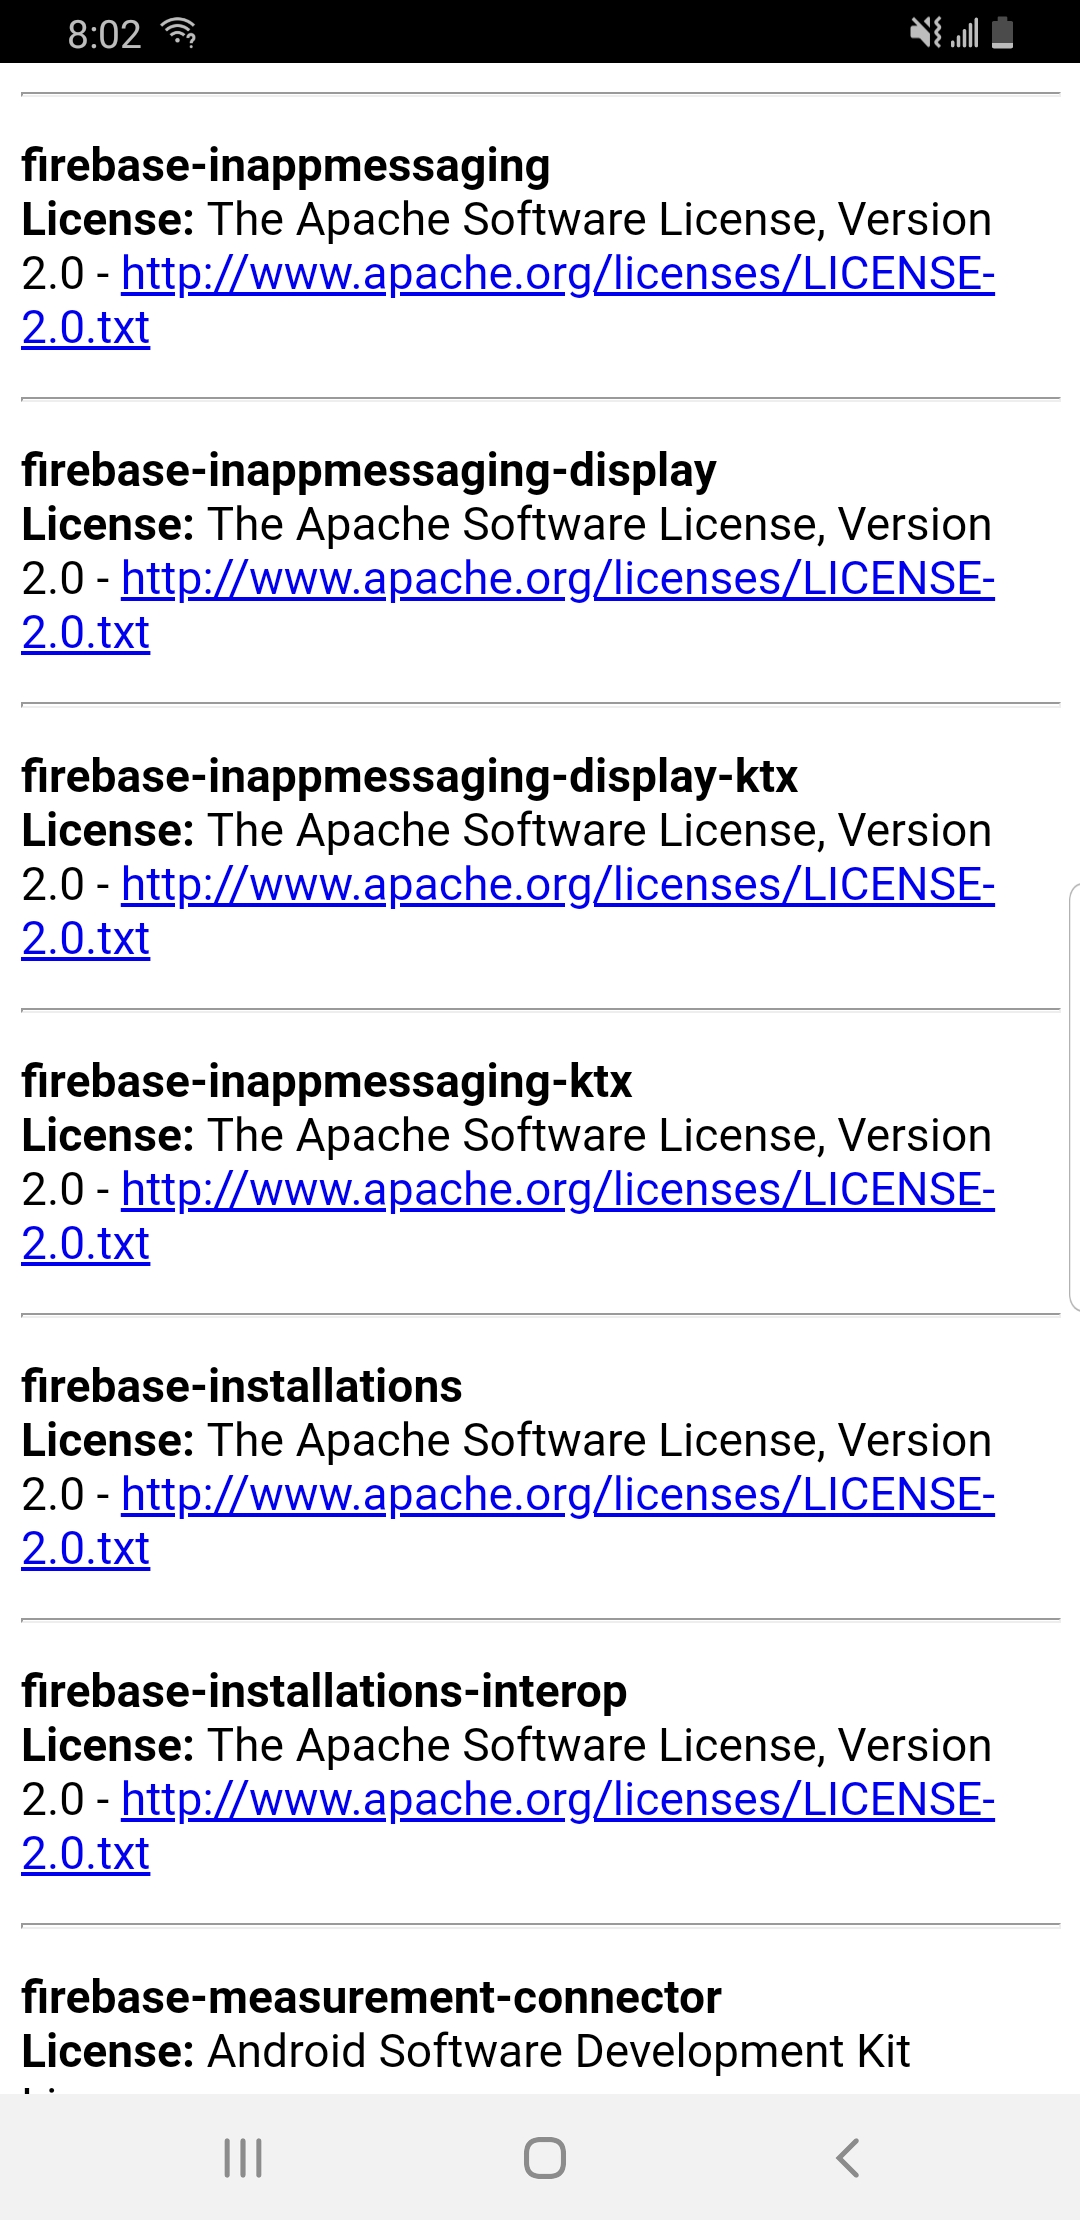 8:02
firebase-inappmessaging
License: The Apache Software License, Version
2.0 - http://www.apache.org/licenses/LICENSE-
2.0.txt
firebase-inappmessaging-display
License: The Apache Software License, Version
2.0 - http://www.apache.org/licenses/LICENSE-
2.0.txt
firebase-inappmessaging-display-ktx
License: The Apache Software License, Version
2.0 - http://www.apache.org/licenses/LICENSE-
2.0.txt
firebase-inappmessaging-ktx
License: The Apache Software License, Version
2.0 - http://www.apache.org/licenses/LICENSE-
2.0.txt
firebase-installations
License: The Apache Software License, Version
2.0 - http://www.apache.org/licenses/LICENSE-
2.0.txt
firebase-installations-interop
License: The Apache Software License, Version
2.0 - http://www.apache.org/licenses/LICENSE-
2.0.txt
firebase-measurement-connector
License: Android Software Development Kit